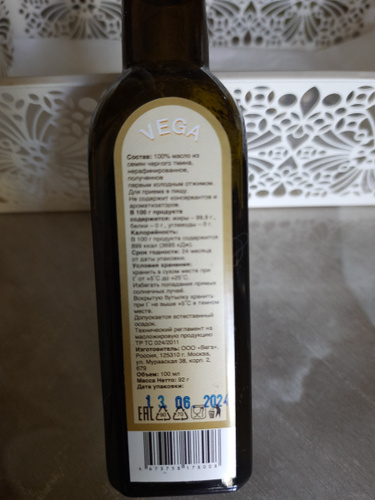 VEGA
Состав: 100% масло из
семян черного тмина,
нерафинированное,
полученное
первым холодным отжимом.
Для приема в пищу.
Не содержит консервантов и
ароматизаторов.
В 100 г продукта
содержится: жиры – 99,9 г,
белки – 0 г, углеводы – 0 г.
Калорийность:
В 100 г продукта содержится
899 ккал (3695 кДж).
Срок годности: 24 месяца
от даты упаковки.
Условия хранения:
хранить в сухом месте при
t° от +5°C до +25°C.
Избегать попадания прямых
солнечных лучей.
Вскрытую бутылку хранить
при t° не выше +5°C в темном
месте.
Допускается естественный
осадок.
Технический регламент на
масложировую продукцию
ТР ТС 024/2011
Изготовитель: ООО «Вега»,
Россия, 125310 г. Москва,
ул. Муравская 38, корп. 2,
679
Объем: 100 мл
Масса Нетто: 92 г
Дата упаковки:
13 06 2024
EAC